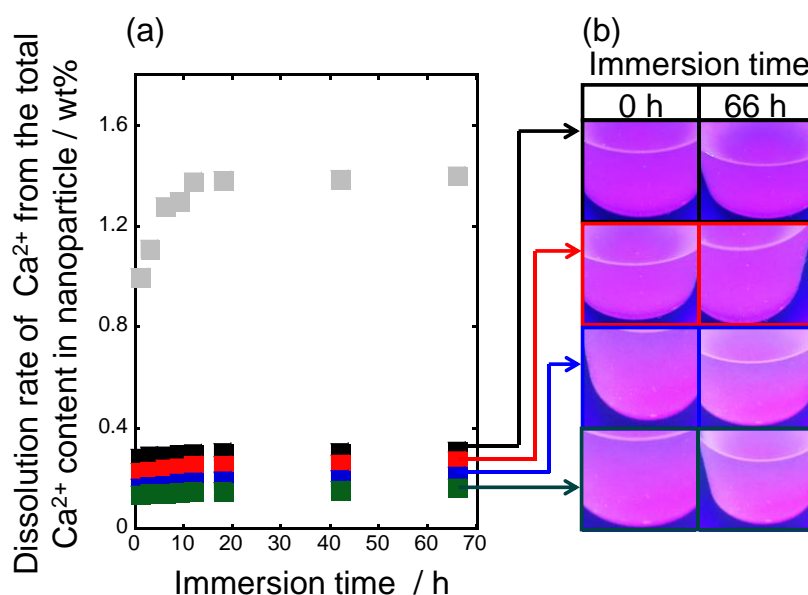 (a)
(b)
Immersion time
0 h 66 h
Dissolution rate of Ca²⁺ from the total
Ca²⁺ content in nanoparticle / wt%
1.6
1.2
0.8
0.4
0
0 10 20 30 40 50 60 70
Immersion time / h